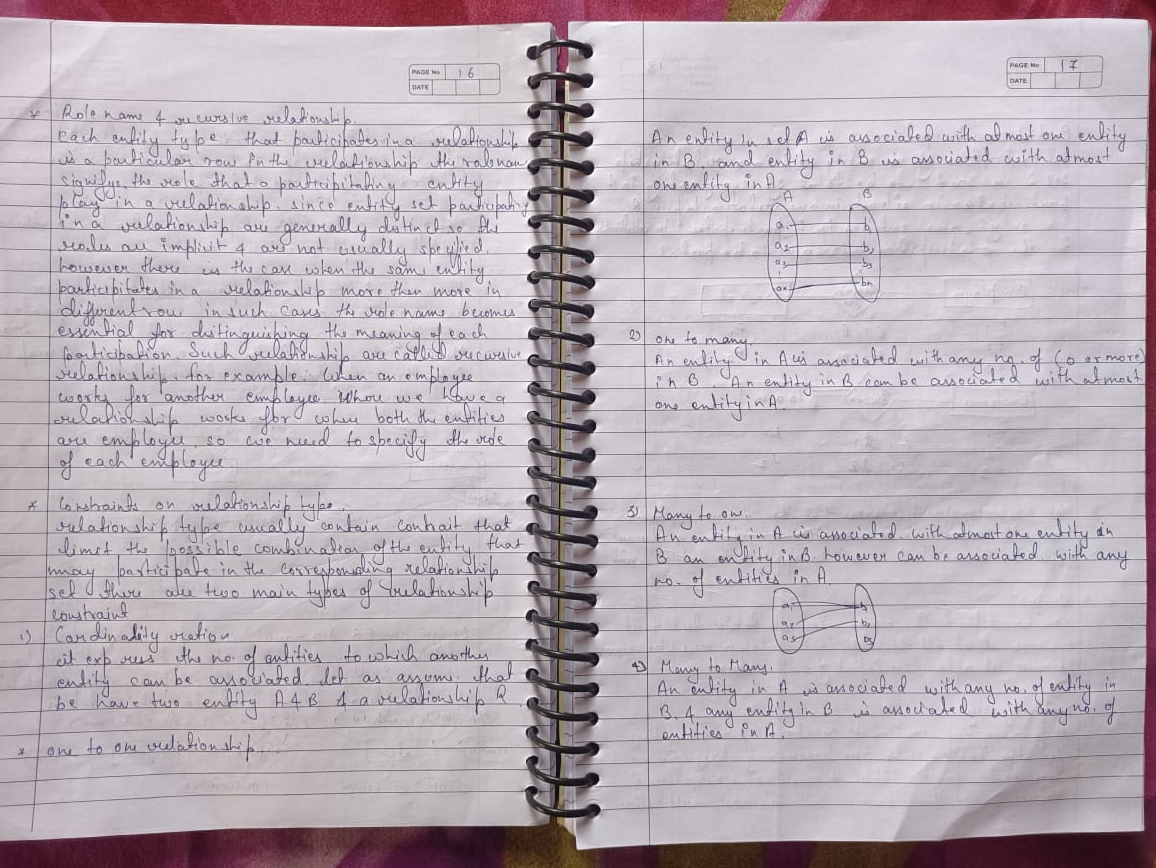 PAGE No 16
DATE
* Role name & recursive relationship.
Each entity type that participates in a relationship
is a particular row in the relationship the
signifys the role that a participitating entity
play in a relationship. since entity set participating
in a relationship are generally distinct so the
roales are implicit & are not usually specified.
however there is the case when the same entity
participitates in a relationship more than more in
different row in such cases the role name becomes
essential for distinguishing the meaning of each
participation. Such relationship are called recursive
relationship. for example: When an employee
works for another employee whore we have a
relationship works for when both the entities
are employee, so we need to specify the role
of each employee
* Constraints on relationship type.
relationship type usually contain contrait that
limit the possible combination of the entity that
may participate in the corresponding relationship
set there are two main types of relationship
constraint
1) Cardinality ration
it express the no. of entities to which another
entity can be associated let as assume that
be have two entity A & B & a relationship R
* one to one relationship.
PAGE No 17
DATE
An entity in set A is associated with atmost one entity
in B and entity in B is associated with atmost
one entity in A.
A B
a1 b1
a2 b2
a3 b3
an bn
2) one to many.
An entity in A is associated with any no. of (0 or more)
in B. An entity in B can be associated with atmost
one entity in A.
3) Many to one.
An entity in A is associated with atmost one entity in
B an entity in B however can be associated with any
no. of entities in A.
a1 b1
a2 b2
a3 b3
4) Many to Many.
An entity in A is associated with any no. of entity in
B. & any entity in B is associated with any no. of
entities in A.